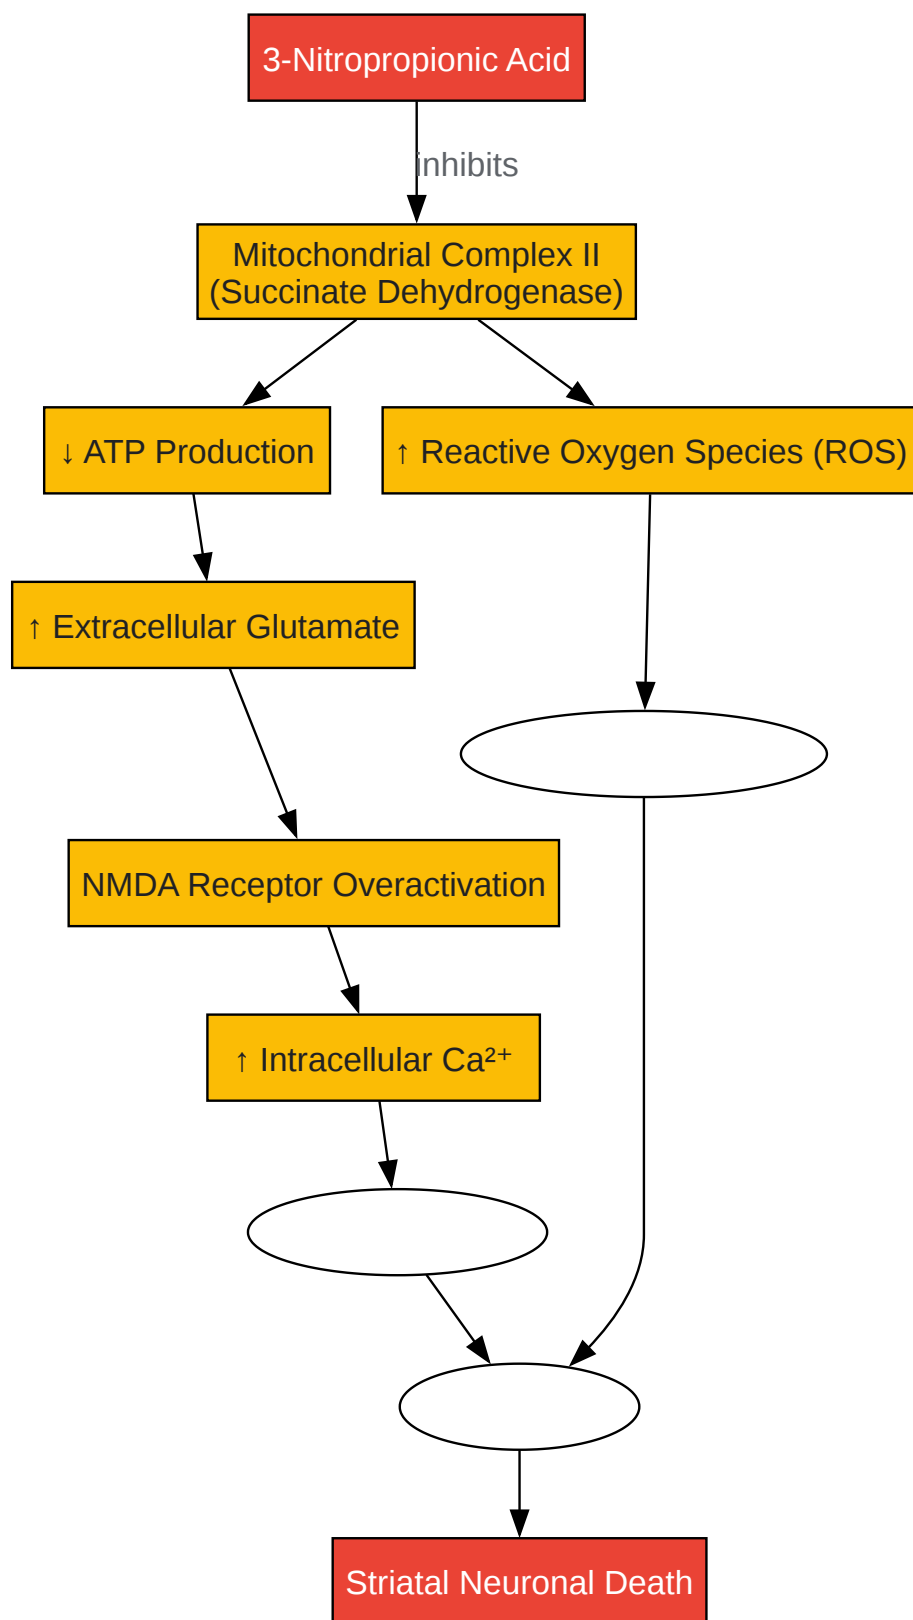 3-Nitropropionic Acid
inhibits
Mitochondrial Complex II
(Succinate Dehydrogenase)
↓ ATP Production
↑ Reactive Oxygen Species (ROS)
↑ Extracellular Glutamate
NMDA Receptor Overactivation
↑ Intracellular Ca²⁺
Striatal Neuronal Death